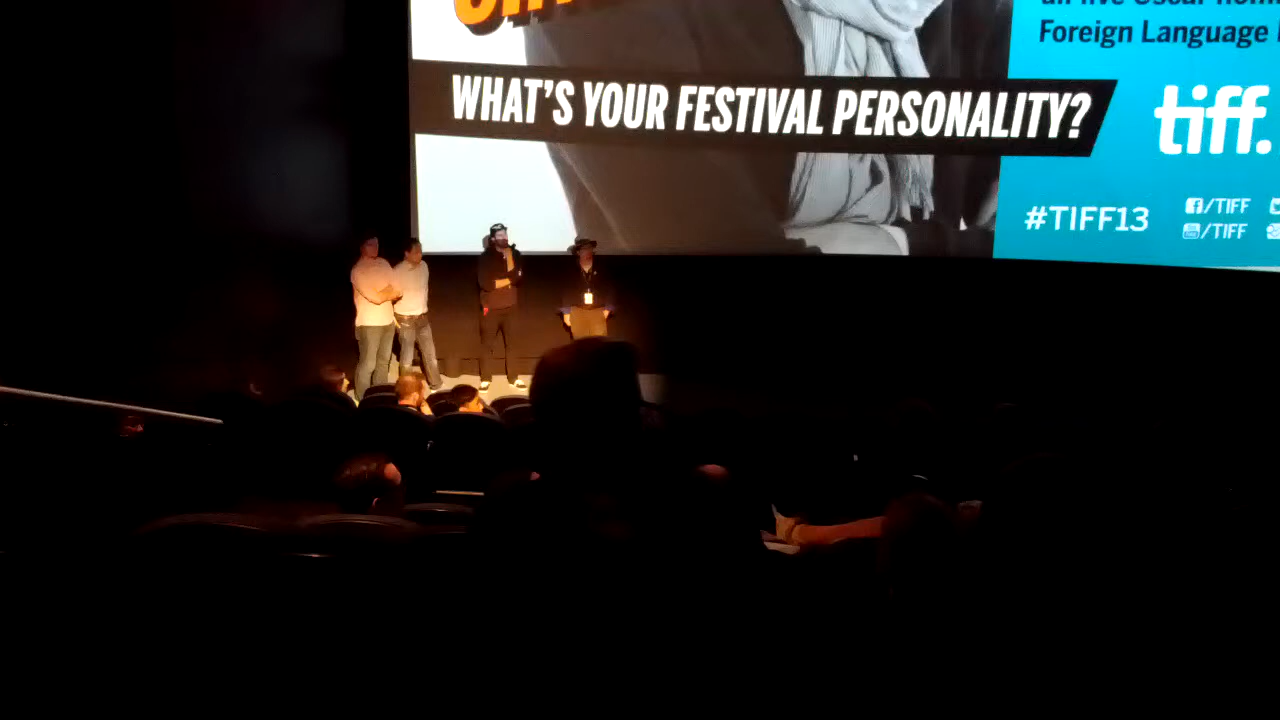 Foreign Language
WHAT'S YOUR FESTIVAL PERSONALITY?
tiff.
#TIFF13
/TIFF
/TIFF